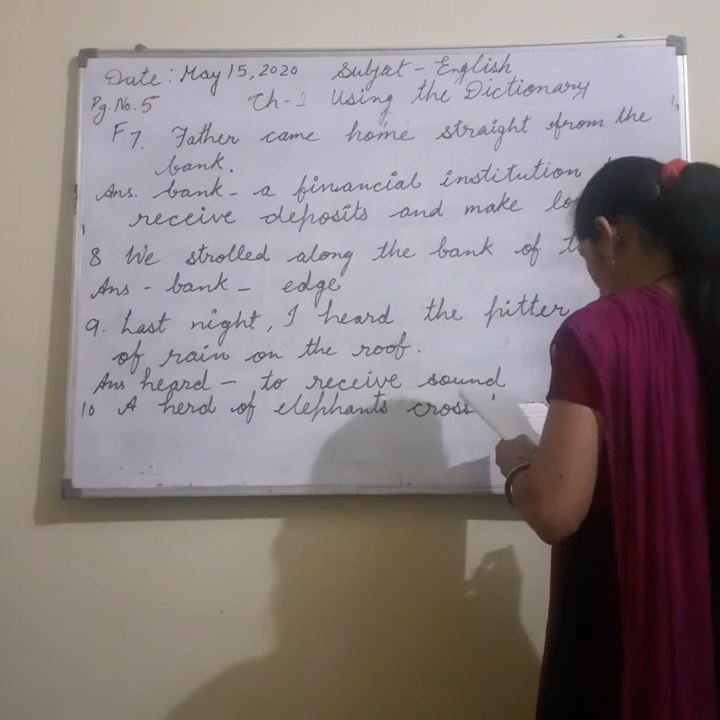 Date: May 15, 2020 Subject - English
Pg. No. 5 Ch-1 Using the Dictionary
F 7. Father came home straight from the
bank.
Ans. bank - a financial institution
receive deposits and make
8 We strolled along the bank of
Ans - bank - edge
9. Last night, I heard the pitter
of rain on the roof.
Ans heard - to receive sound
10 A herd of elephants cross